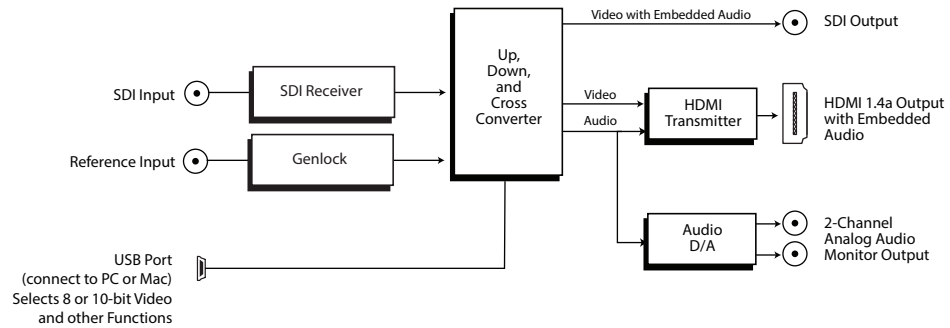 Video with Embedded Audio
SDI Output
Up,
Down,
and
Cross
Converter
SDI Input
SDI Receiver
Video
HDMI
Transmitter
HDMI 1.4a Output
with Embedded
Audio
Audio
Reference Input
Genlock
Audio
D/A
2-Channel
Analog Audio
Monitor Output
USB Port
(connect to PC or Mac)
Selects 8 or 10-bit Video
and other Functions